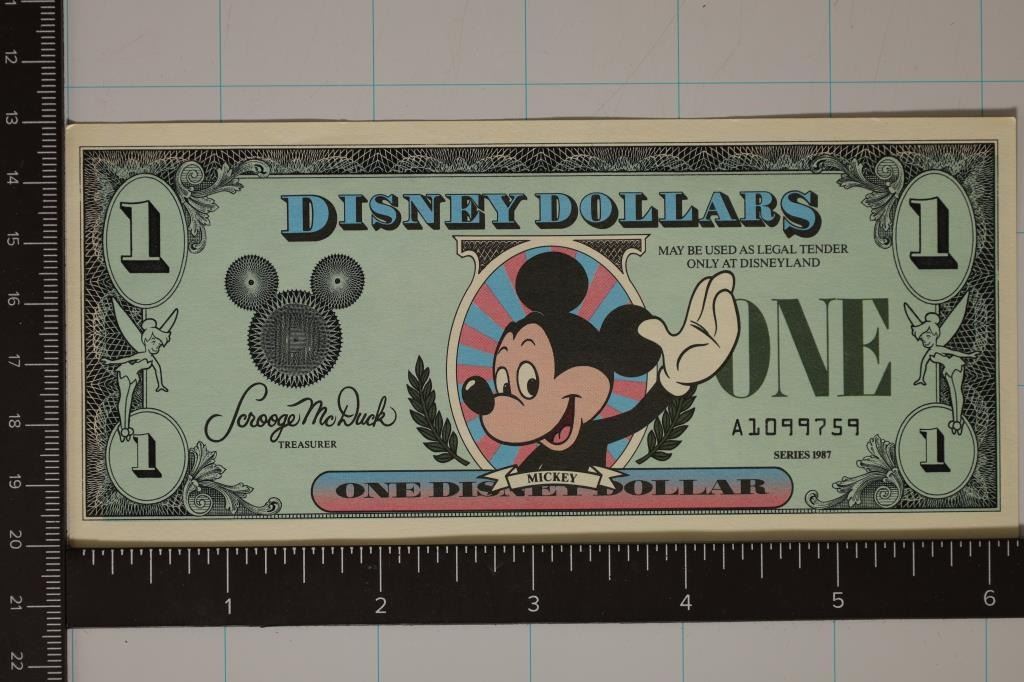 DISNEY DOLLARS
MAY BE USED AS LEGAL TENDER
ONLY AT DISNEYLAND
1
1
ONE
Scrooge McDuck
TREASURER
A1099759
SERIES 1987
1
1
MICKEY
ONE DISNEY DOLLAR
12
13
14
15
16
17
18
19
20
21
22
1 2 3 4 5 6